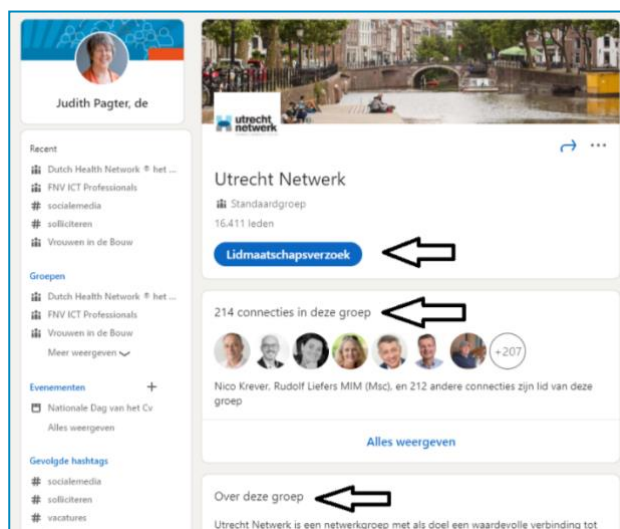 Judith Pagter, de
Recent
Dutch Health Network ® het ...
FNV ICT Professionals
# socialemedia
# solliciteren
Vrouwen in de Bouw
Groepen
Dutch Health Network ® het ...
FNV ICT Professionals
Vrouwen in de Bouw
Meer weergeven
Evenementen +
Nationale Dag van het Cv
Alles weergeven
Gevolgde hashtags
# socialemedia
# solliciteren
# vacatures
utrecht
netwerk
Utrecht Netwerk
Standaardgroep
16.411 leden
Lidmaatschapsverzoek
214 connecties in deze groep
+207
Nico Krever, Rudolf Liefers MIM (Msc), en 212 andere connecties zijn lid van deze
groep
Alles weergeven
Over deze groep
Utrecht Netwerk is een netwerkgroep met als doel een waardevolle verbinding tot